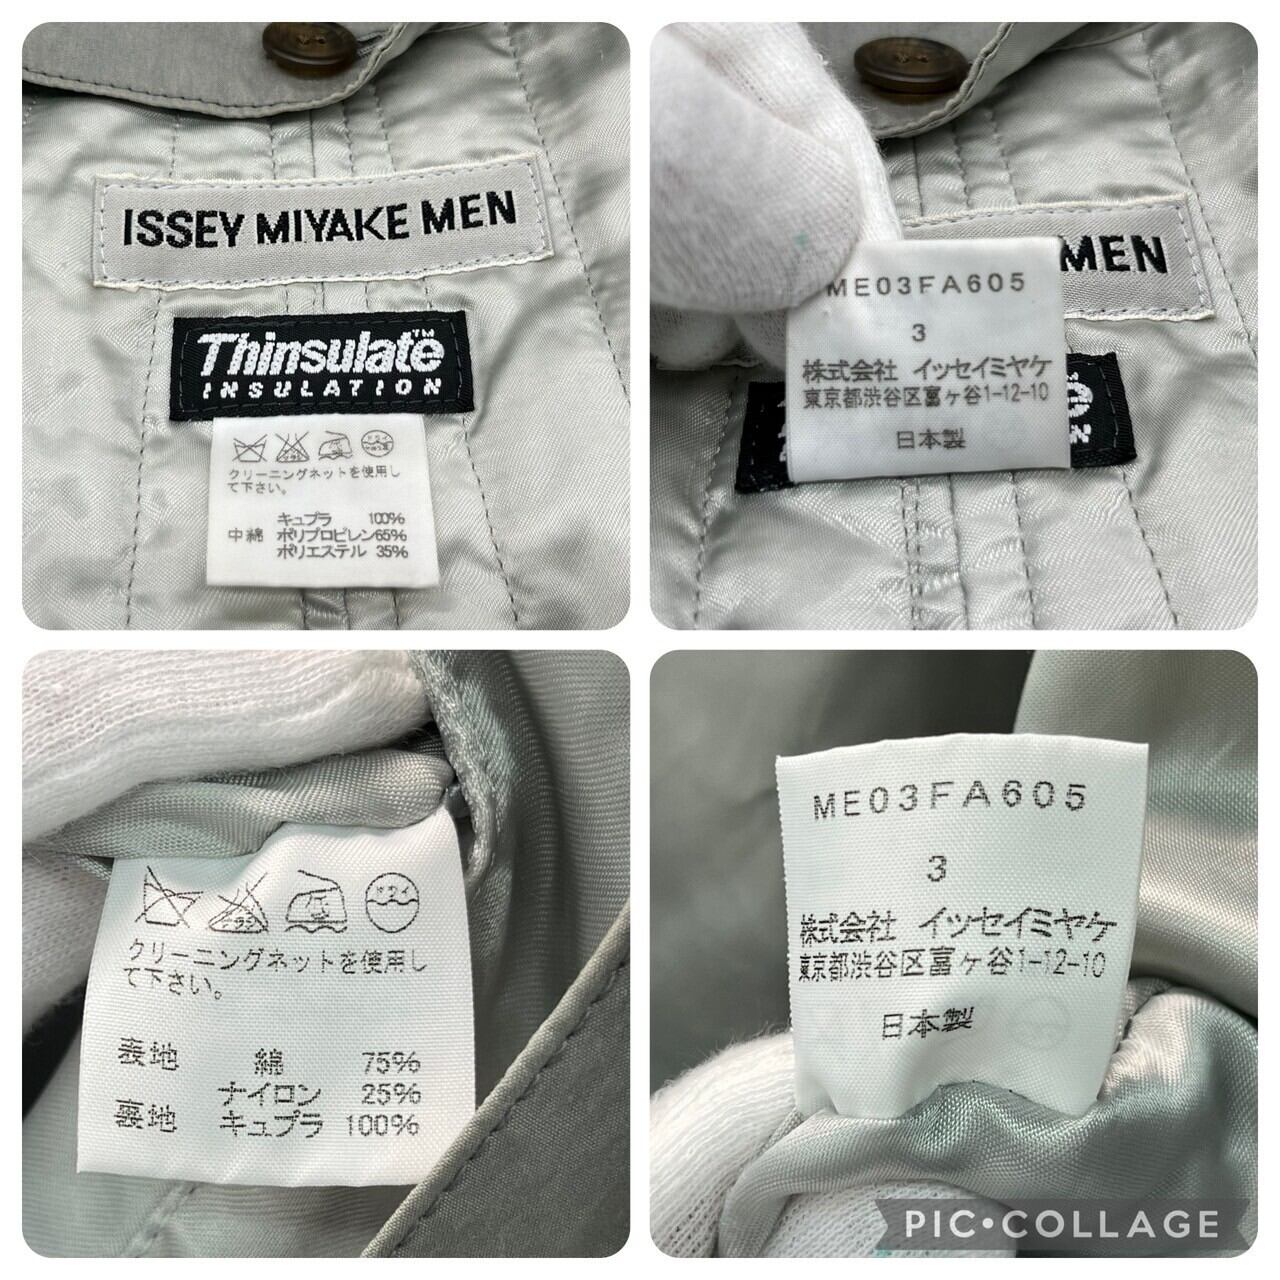 ISSEY MIYAKE MEN
Thinsulate™
INSULATION
クリーニングネットを使用し
て下さい。
キュプラ 100%
中綿 ポリプロピレン65%
ポリエステル 35%
MEN
ME03FA605
3
株式会社 イッセイミヤケ
東京都渋谷区富ヶ谷1-12-10
日本製
ドライ
クリーニングネットを使用し
て下さい。
表地 綿 75%
ナイロン 25%
裏地 キュプラ 100%
ME03FA605
3
株式会社 イッセイミヤケ
東京都渋谷区富ヶ谷1-12-10
日本製
PIC•COLLAGE